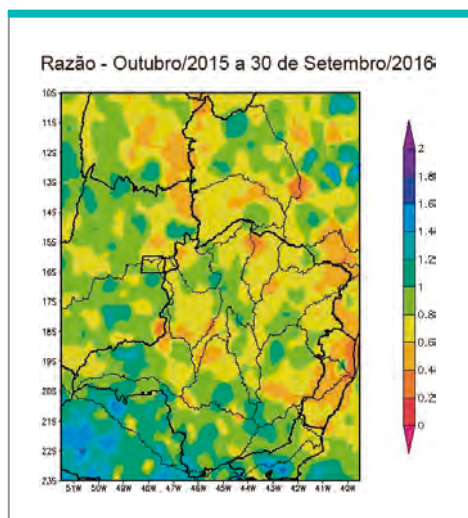 Razão - Outubro/2015 a 30 de Setembro/2016
10S
11S
12S
13S
14S
15S
16S
17S
18S
19S
20S
21S
22S
23S
51W 50W 49W 48W 47W 46W 45W 44W 43W 42W 41W 40W
2
1.8
1.6
1.4
1.2
1
0.8
0.6
0.4
0.2
0